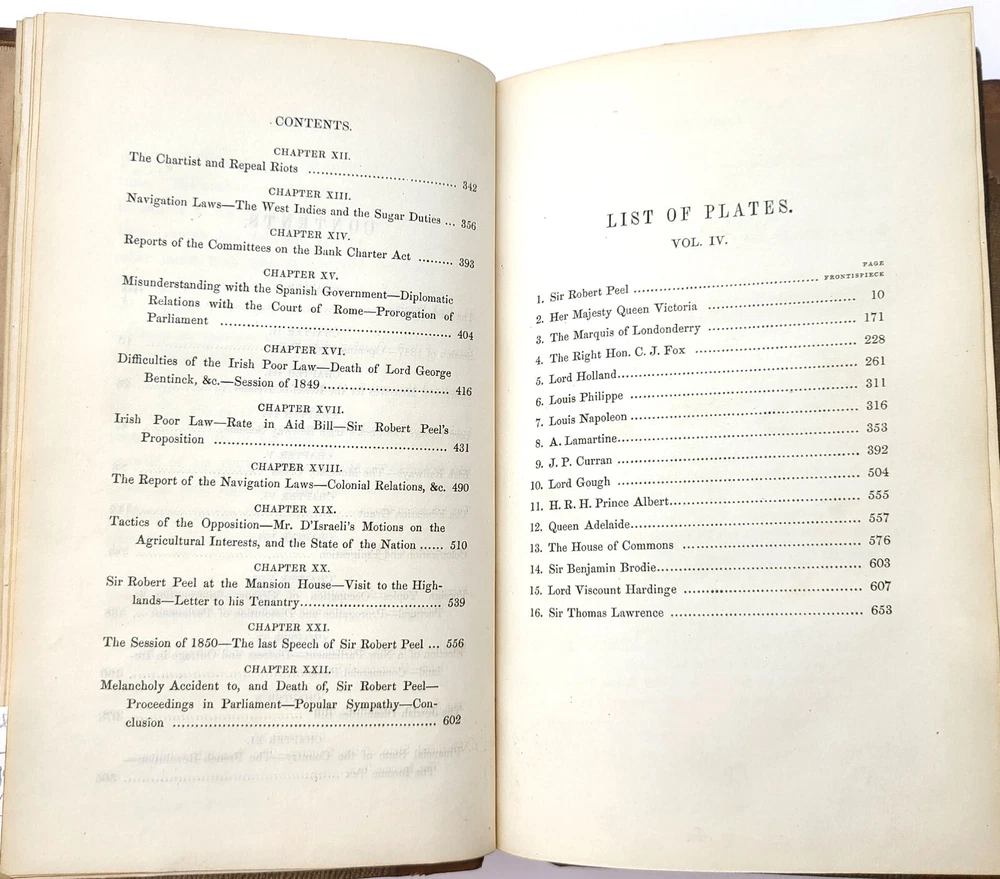 CONTENTS.
CHAPTER XII.
The Chartist and Repeal Riots ........................................ 342
CHAPTER XIII.
Navigation Laws—The West Indies and the Sugar Duties ... 356
CHAPTER XIV.
Reports of the Committees on the Bank Charter Act ......... 393
CHAPTER XV.
Misunderstanding with the Spanish Government—Diplomatic
Relations with the Court of Rome—Prorogation of
Parliament ...................................................... 404
CHAPTER XVI.
Difficulties of the Irish Poor Law—Death of Lord George
Bentinck, &c.—Session of 1849 ............................... 416
CHAPTER XVII.
Irish Poor Law—Rate in Aid Bill—Sir Robert Peel's
Proposition ...................................................... 431
CHAPTER XVIII.
The Report of the Navigation Laws—Colonial Relations, &c. 490
CHAPTER XIX.
Tactics of the Opposition—Mr. D'Israeli's Motions on the
Agricultural Interests, and the State of the Nation ...... 510
CHAPTER XX.
Sir Robert Peel at the Mansion House—Visit to the High-
lands—Letter to his Tenantry.................................. 539
CHAPTER XXI.
The Session of 1850—The last Speech of Sir Robert Peel ... 556
CHAPTER XXII.
Melancholy Accident to, and Death of, Sir Robert Peel—
Proceedings in Parliament—Popular Sympathy—Con-
clusion ............................................................ 602
LIST OF PLATES.
VOL. IV.
PAGE
1. Sir Robert Peel ........................................ FRONTISPIECE
2. Her Majesty Queen Victoria ................................ 10
3. The Marquis of Londonderry ................................ 171
4. The Right Hon. C. J. Fox ................................ 228
5. Lord Holland................................................ 261
6. Louis Philippe ............................................ 311
7. Louis Napoleon ............................................ 316
8. A. Lamartine................................................ 353
9. J. P. Curran ................................................ 392
10. Lord Gough ................................................ 504
11. H. R. H. Prince Albert.................................... 555
12. Queen Adelaide............................................ 557
13. The House of Commons .................................... 576
14. Sir Benjamin Brodie........................................ 603
15. Lord Viscount Hardinge .................................... 607
16. Sir Thomas Lawrence .................................... 653